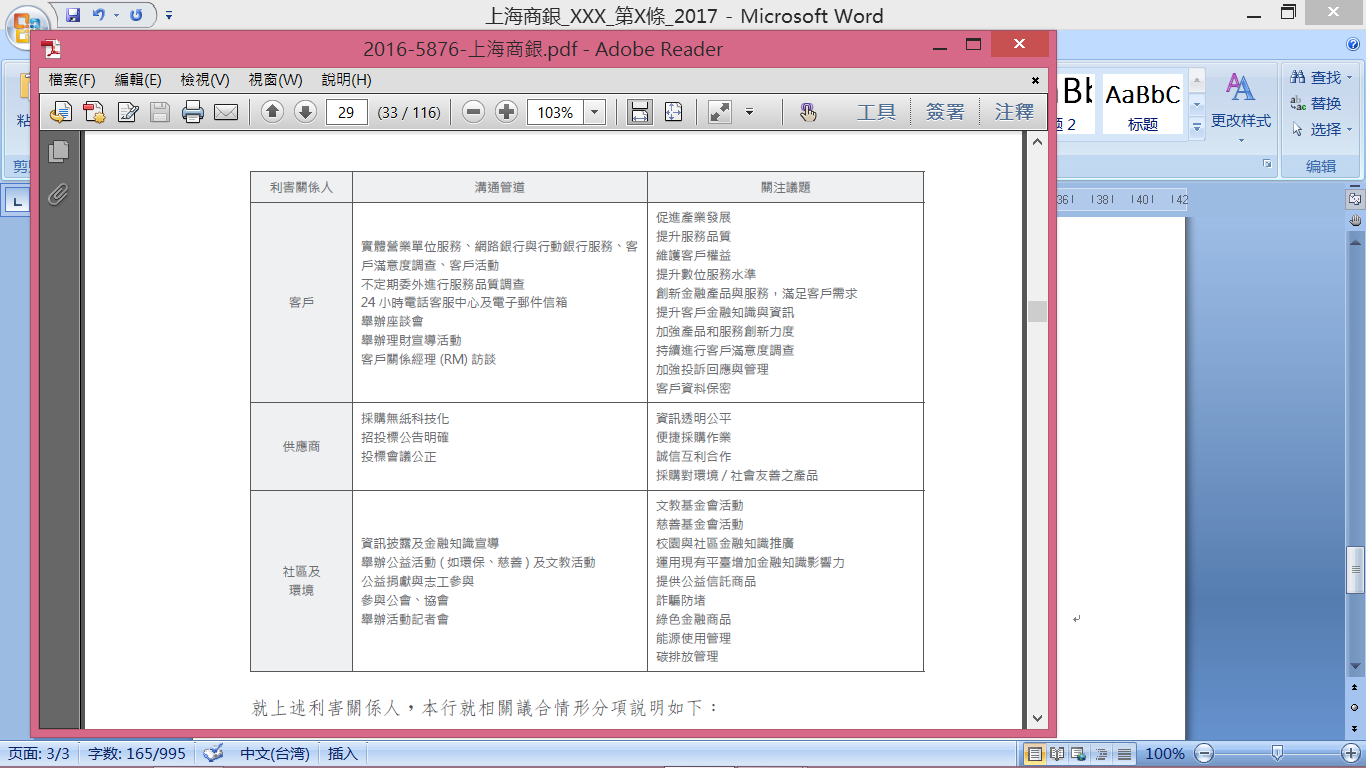 上海商銀_XXX_第X條_2017 - Microsoft Word
2016-5876-上海商銀.pdf - Adobe Reader
檔案(F) 編輯(E) 檢視(V) 視窗(W) 說明(H)
29 (33 / 116) 103% 工具 簽署 注釋
AaBbC
标题
更改样式
查找
替换
选择
编辑
36 38 40 42
利害關係人 溝通管道 關注議題
客戶
實體營業單位服務、網路銀行與行動銀行服務、客
戶滿意度調查、客戶活動
不定期委外進行服務品質調查
24 小時電話客服中心及電子郵件信箱
舉辦座談會
舉辦理財宣導活動
客戶關係經理 (RM) 訪談
促進產業發展
提升服務品質
維護客戶權益
提升數位服務水準
創新金融產品與服務，滿足客戶需求
提升客戶金融知識與資訊
加強產品和服務創新力度
持續進行客戶滿意度調查
加強投訴回應與管理
客戶資料保密
供應商
採購無紙科技化
招投標公告明確
投標會議公正
資訊透明公平
便捷採購作業
誠信互利合作
採購對環境 / 社會友善之產品
社區及
環境
資訊披露及金融知識宣導
舉辦公益活動 ( 如環保、慈善 ) 及文教活動
公益捐獻與志工參與
參與公會、協會
舉辦活動記者會
文教基金會活動
慈善基金會活動
校園與社區金融知識推廣
運用現有平臺增加金融知識影響力
提供公益信託商品
詐騙防堵
綠色金融商品
能源使用管理
碳排放管理
就上述利害關係人，本行就相關議合情形分項說明如下：
页面: 3/3 字数: 165/995 中文(台湾) 插入 100%